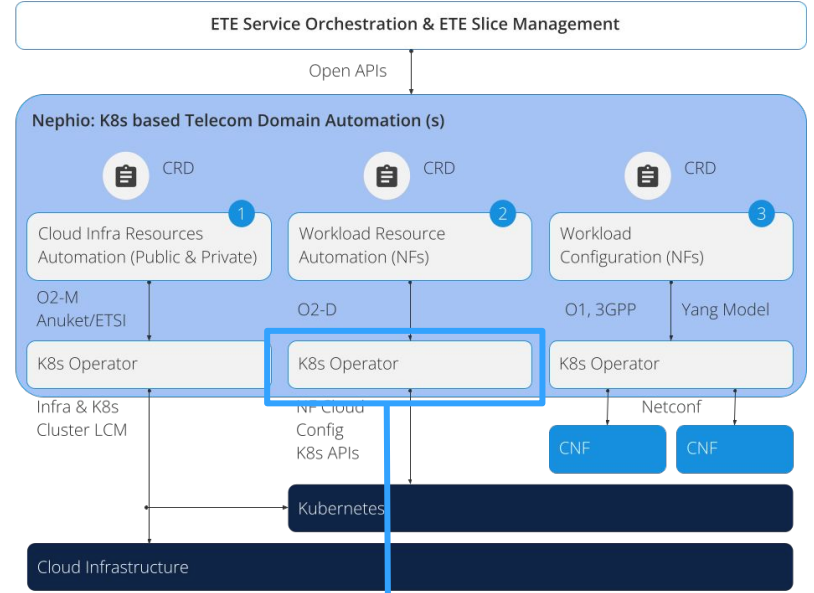 ETE Service Orchestration & ETE Slice Management
Open APIs
Nephio: K8s based Telecom Domain Automation (s)
CRD
CRD
CRD
1
2
3
Cloud Infra Resources
Automation (Public & Private)
Workload Resource
Automation (NFs)
Workload
Configuration (NFs)
O2-M
Anuket/ETSI
O2-D
O1, 3GPP
Yang Model
K8s Operator
K8s Operator
K8s Operator
Infra & K8s
Cluster LCM
NF Cloud
Config
K8s APIs
Netconf
CNF
CNF
Kubernetes
Cloud Infrastructure